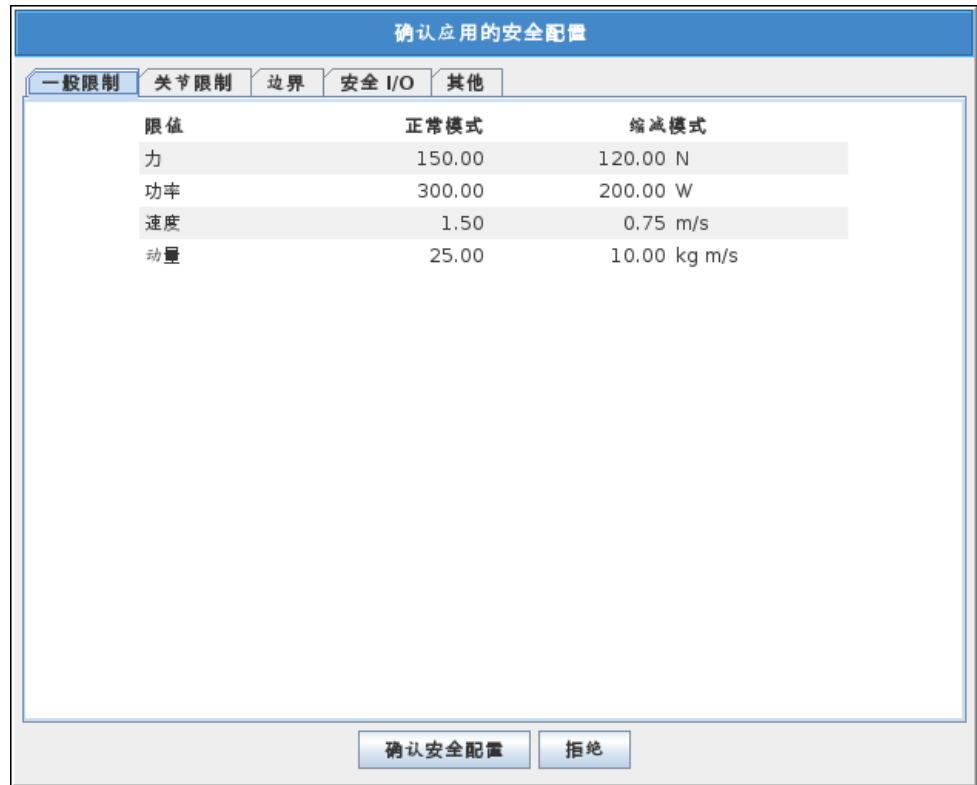 确认应用的安全配置
一般限制 关节限制 边界 安全 I/O 其他
限值 正常模式 缩减模式
力 150.00 120.00 N
功率 300.00 200.00 W
速度 1.50 0.75 m/s
动量 25.00 10.00 kg m/s
确认安全配置 拒绝